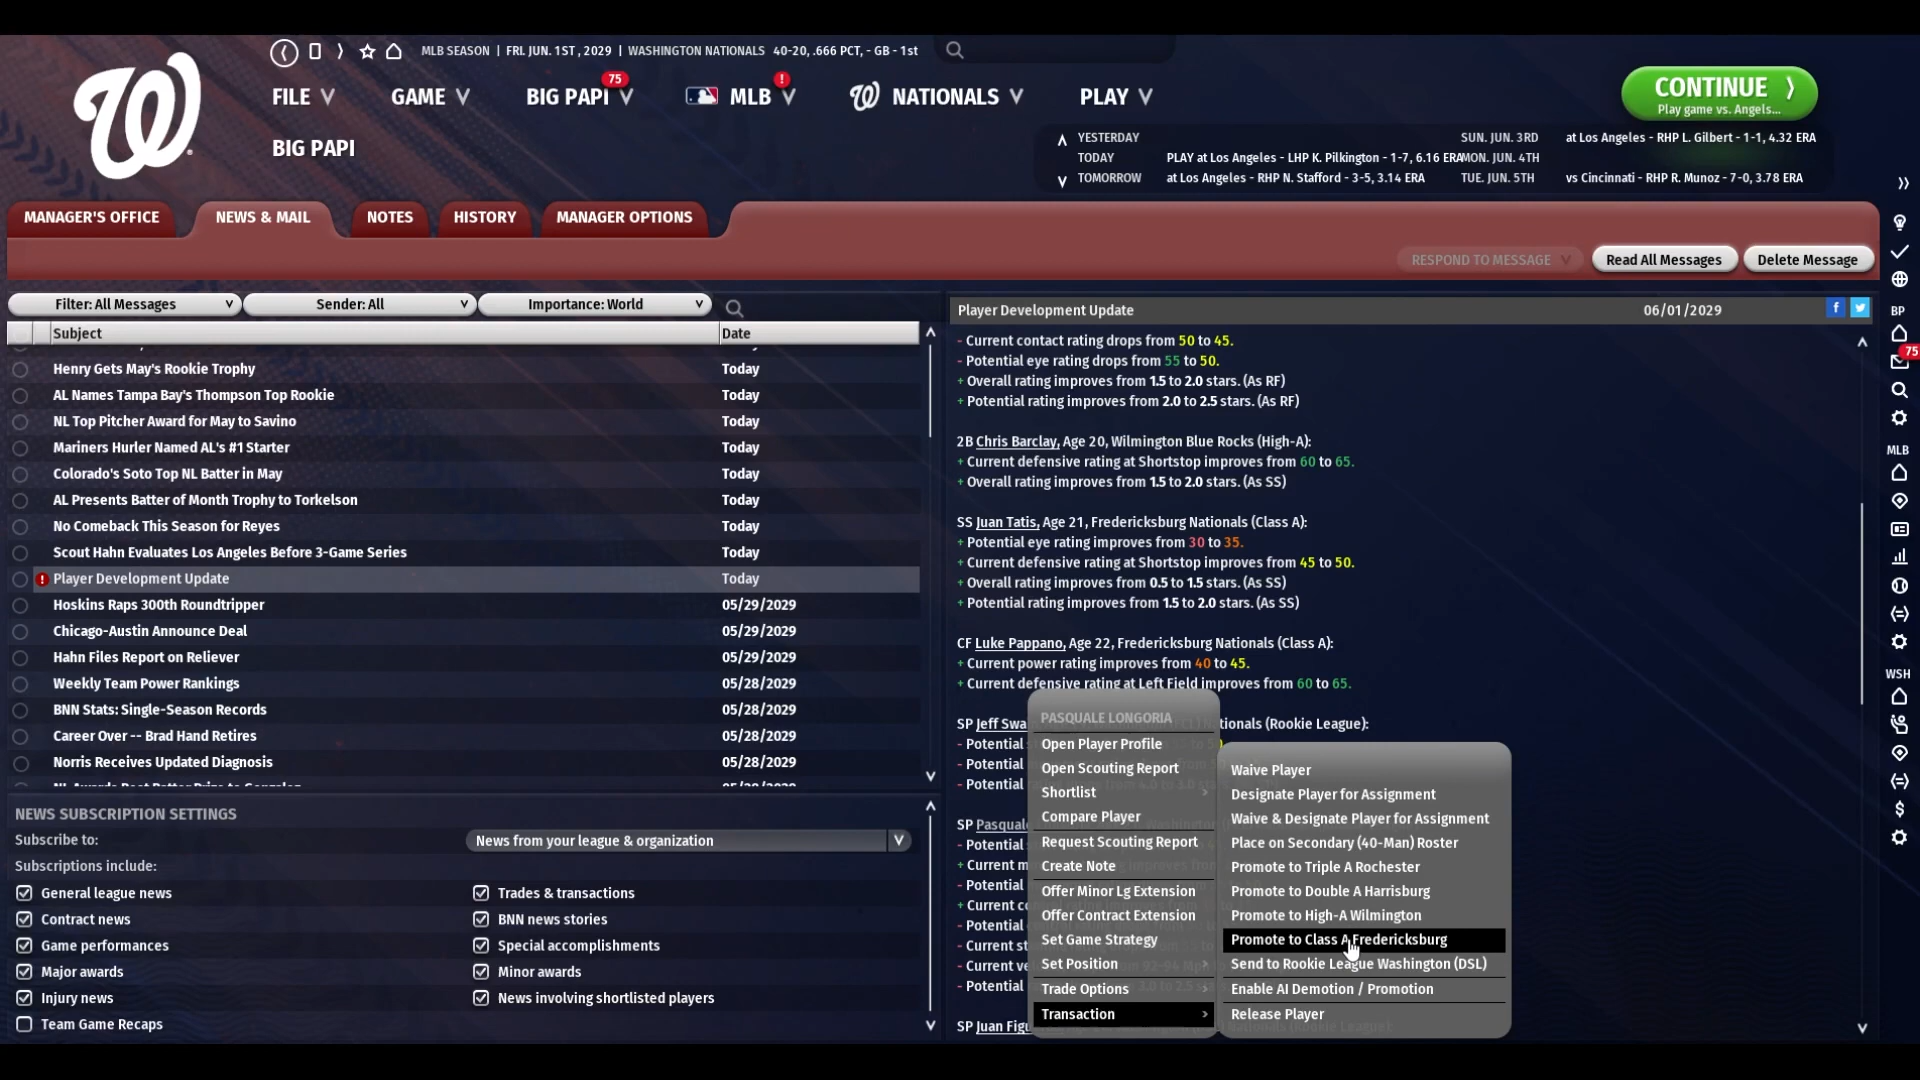 MLB SEASON | FRI. JUN. 1ST , 2029 | WASHINGTON NATIONALS 40-20, .666 PCT, - GB - 1st
FILE GAME BIG PAPI 75 MLB ! NATIONALS PLAY
CONTINUE
Play game vs. Angels...
BIG PAPI
YESTERDAY SUN. JUN. 3RD at Los Angeles - RHP L. Gilbert - 1-1, 4.32 ERA
TODAY PLAY at Los Angeles - LHP K. Pilkington - 1-7, 6.16 ERA MON. JUN. 4TH
TOMORROW at Los Angeles - RHP N. Stafford - 3-5, 3.14 ERA TUE. JUN. 5TH vs Cincinnati - RHP R. Munoz - 7-0, 3.78 ERA
MANAGER'S OFFICE NEWS & MAIL NOTES HISTORY MANAGER OPTIONS
RESPOND TO MESSAGE Read All Messages Delete Message
Filter: All Messages Sender: All Importance: World
Subject Date
Henry Gets May's Rookie Trophy Today
AL Names Tampa Bay's Thompson Top Rookie Today
NL Top Pitcher Award for May to Savino Today
Mariners Hurler Named AL's #1 Starter Today
Colorado's Soto Top NL Batter in May Today
AL Presents Batter of Month Trophy to Torkelson Today
No Comeback This Season for Reyes Today
Scout Hahn Evaluates Los Angeles Before 3-Game Series Today
! Player Development Update Today
Hoskins Raps 300th Roundtripper 05/29/2029
Chicago-Austin Announce Deal 05/29/2029
Hahn Files Report on Reliever 05/29/2029
Weekly Team Power Rankings 05/28/2029
BNN Stats: Single-Season Records 05/28/2029
Career Over -- Brad Hand Retires 05/28/2029
Norris Receives Updated Diagnosis 05/28/2029
NEWS SUBSCRIPTION SETTINGS
Subscribe to: News from your league & organization
Subscriptions include:
General league news Trades & transactions
Contract news BNN news stories
Game performances Special accomplishments
Major awards Minor awards
Injury news News involving shortlisted players
Team Game Recaps
Player Development Update 06/01/2029
- Current contact rating drops from 50 to 45.
- Potential eye rating drops from 55 to 50.
+ Overall rating improves from 1.5 to 2.0 stars. (As RF)
+ Potential rating improves from 2.0 to 2.5 stars. (As RF)
2B Chris Barclay, Age 20, Wilmington Blue Rocks (High-A):
+ Current defensive rating at Shortstop improves from 60 to 65.
+ Overall rating improves from 1.5 to 2.0 stars. (As SS)
SS Juan Tatis, Age 21, Fredericksburg Nationals (Class A):
+ Potential eye rating improves from 30 to 35.
+ Current defensive rating at Shortstop improves from 45 to 50.
+ Overall rating improves from 0.5 to 1.5 stars. (As SS)
+ Potential rating improves from 1.5 to 2.0 stars. (As SS)
CF Luke Pappano, Age 22, Fredericksburg Nationals (Class A):
+ Current power rating improves from 40 to 45.
+ Current defensive rating at Left Field improves from 60 to 65.
SP Jeff Swa tionals (Rookie League):
- Potential
- Potential
- Potential
SP Pasquale
- Potential
+ Current
- Potential
+ Current
- Potential
- Current
- Current
- Potential
SP Juan Figu
PASQUALE LONGORIA
Open Player Profile
Open Scouting Report
Shortlist
Compare Player
Request Scouting Report
Create Note
Offer Minor Lg Extension
Offer Contract Extension
Set Game Strategy
Set Position
Trade Options
Transaction
Waive Player
Designate Player for Assignment
Waive & Designate Player for Assignment
Place on Secondary (40-Man) Roster
Promote to Triple A Rochester
Promote to Double A Harrisburg
Promote to High-A Wilmington
Promote to Class A Fredericksburg
Send to Rookie League Washington (DSL)
Enable AI Demotion / Promotion
Release Player
BP
75
MLB
WSH